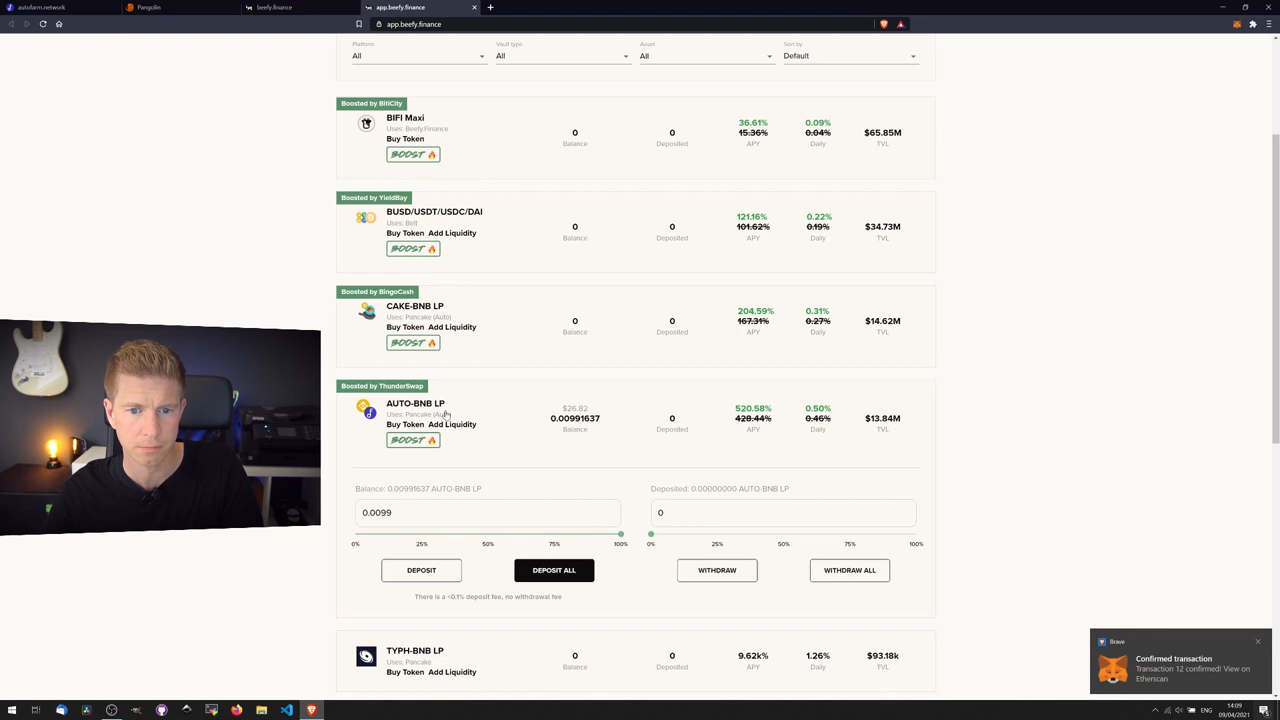 autofarm.network
Pangolin
beefy.finance
app.beefy.finance
app.beefy.finance
Platform
Vault type
Asset
Sort by
All
All
All
Default
Boosted by BitiCity
BIFI Maxi
Uses: Beefy.Finance
Buy Token
BOOST
0
Balance
0
Deposited
36.61%
15.36%
APY
0.09%
0.04%
Daily
$65.85M
TVL
Boosted by YieldBay
BUSD/USDT/USDC/DAI
Uses: Belt
Buy Token Add Liquidity
BOOST
0
Balance
0
Deposited
121.16%
101.62%
APY
0.22%
0.19%
Daily
$34.73M
TVL
Boosted by BingoCash
CAKE-BNB LP
Uses: Pancake (Auto)
Buy Token Add Liquidity
BOOST
0
Balance
0
Deposited
204.59%
167.31%
APY
0.31%
0.27%
Daily
$14.62M
TVL
Boosted by ThunderSwap
AUTO-BNB LP
Uses: Pancake (Auto)
Buy Token Add Liquidity
BOOST
$26.82
0.00991637
Balance
0
Deposited
520.58%
428.44%
APY
0.50%
0.46%
Daily
$13.84M
TVL
Balance: 0.00991637 AUTO-BNB LP
Deposited: 0.00000000 AUTO-BNB LP
0.0099
0
0% 25% 50% 75% 100%
0% 25% 50% 75% 100%
DEPOSIT
DEPOSIT ALL
WITHDRAW
WITHDRAW ALL
There is a <0.1% deposit fee, no withdrawal fee
TYPH-BNB LP
Uses: Pancake
Buy Token Add Liquidity
0
Balance
0
Deposited
9.62k%
APY
1.26%
Daily
$93.18k
TVL
Brave
Confirmed transaction
Transaction 12 confirmed! View on
Etherscan
ENG
14:09
09/04/2021